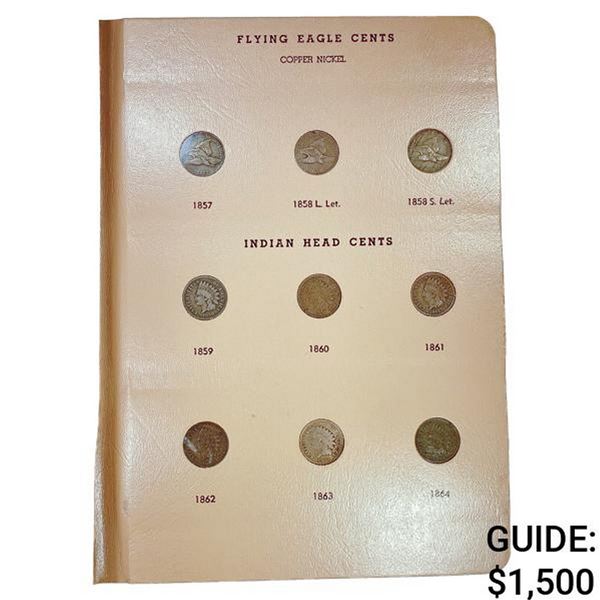 FLYING EAGLE CENTS
COPPER NICKEL
1857 1858 L. Let. 1858 S. Let.
INDIAN HEAD CENTS
1859 1860 1861
1862 1863 1864
GUIDE:
$1,500